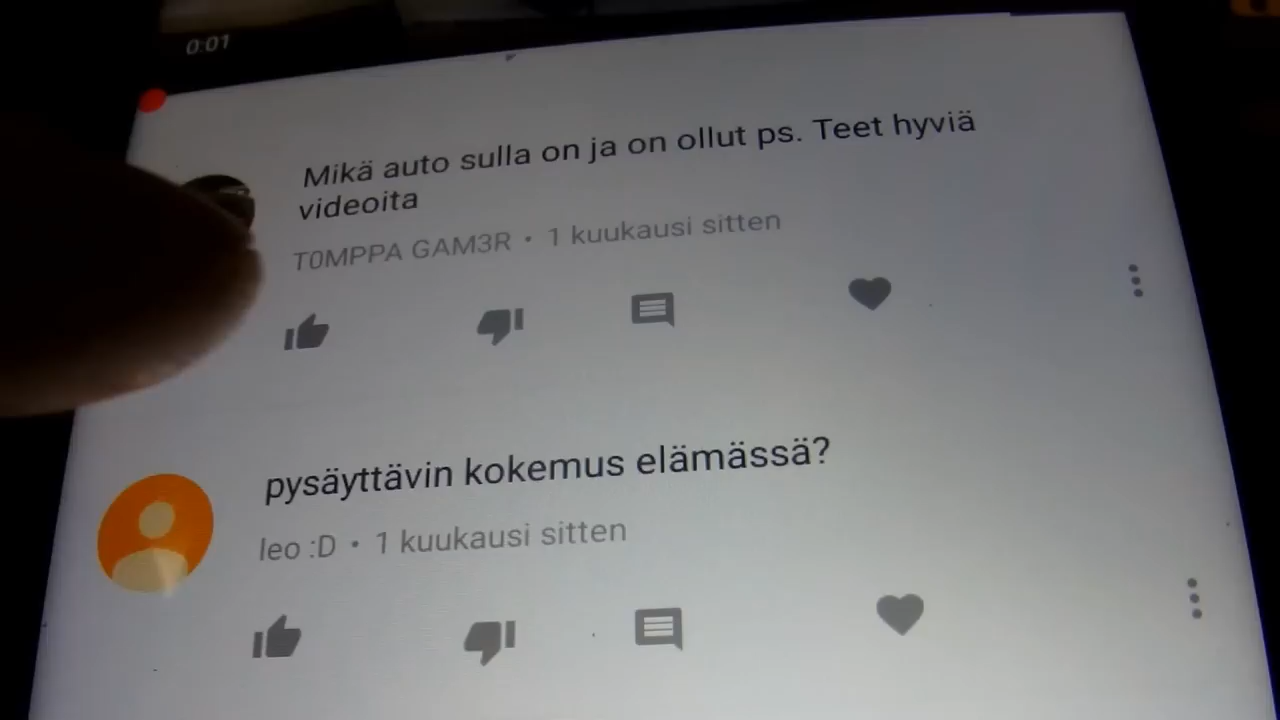 0:01
Mikä auto sulla on ja on ollut ps. Teet hyviä
videoita
T0MPPA GAM3R • 1 kuukausi sitten
pysäyttävin kokemus elämässä?
leo :D • 1 kuukausi sitten